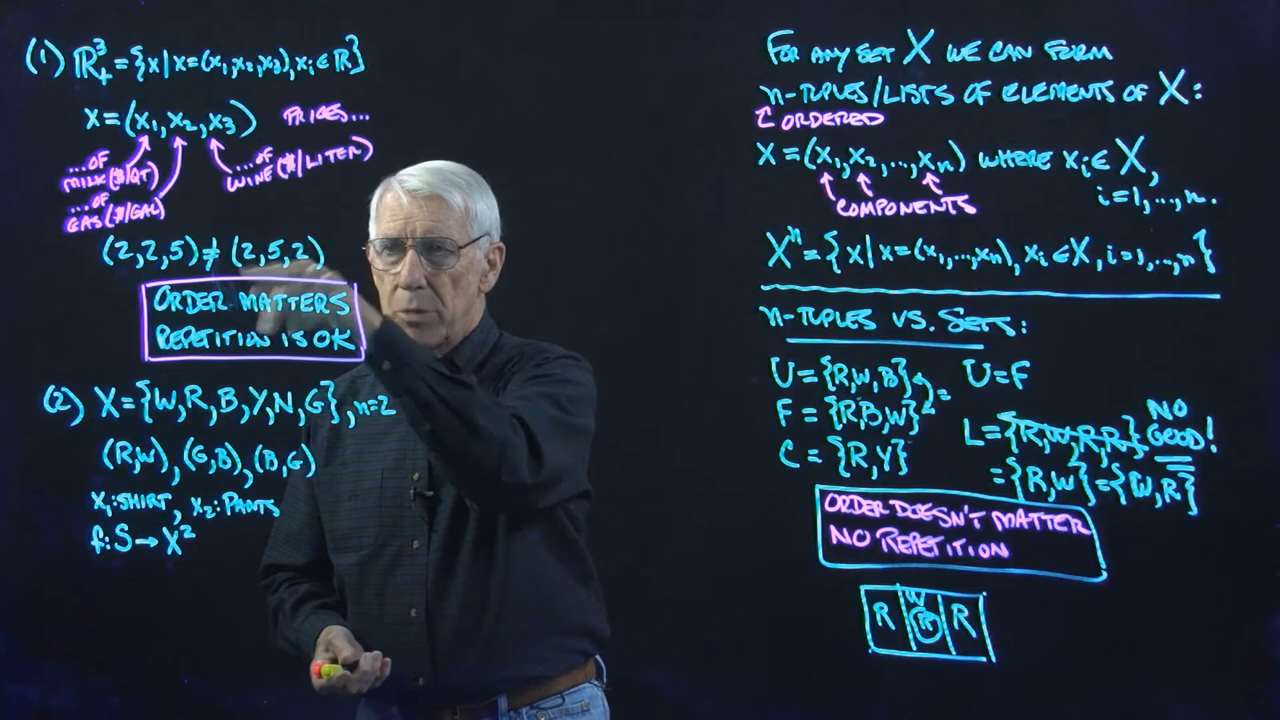 (1) ℝ³₊ = {x | x = (x₁, x₂, x₃), xᵢ ∈ ℝ}
x = (x₁, x₂, x₃) PRICES...
...OF MILK ($/QT)
...OF GAS ($/GAL)
...OF WINE ($/LITER)
(2,2,5) ≠ (2,5,2)
ORDER MATTERS
REPETITION IS OK
(2) X = {W, R, B, Y, N, G}, n=2
(R,W), (G,B), (B,G)
x₁: SHIRT, x₂: PANTS
f: S → X²
FOR ANY SET X WE CAN FORM
n-TUPLES/LISTS OF ELEMENTS OF X:
ORDERED
x = (x₁, x₂, ..., xₙ) WHERE xᵢ ∈ X,
i=1,...,n.
COMPONENTS
Xⁿ = {x | x = (x₁,...,xₙ), xᵢ ∈ X, i=1,...,n}
n-TUPLES VS. SETS:
U = {R,W,B} = U = F
F = {R,B,W}
C = {R,Y}
L = {R,W,R,R} NO GOOD!
= {R,W} = {W,R}
ORDER DOESN'T MATTER
NO REPETITION
R W R R